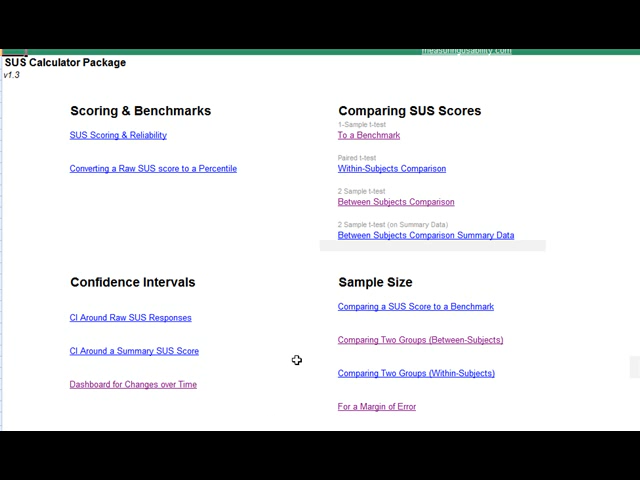 measuringusability.com
SUS Calculator Package
v1.3
Scoring & Benchmarks
SUS Scoring & Reliability
Converting a Raw SUS score to a Percentile
Comparing SUS Scores
1-Sample t-test
To a Benchmark
Paired t-test
Within-Subjects Comparison
2 Sample t-test
Between Subjects Comparison
2 Sample t-test (on Summary Data)
Between Subjects Comparison Summary Data
Confidence Intervals
CI Around Raw SUS Responses
CI Around a Summary SUS Score
Dashboard for Changes over Time
Sample Size
Comparing a SUS Score to a Benchmark
Comparing Two Groups (Between-Subjects)
Comparing Two Groups (Within-Subjects)
For a Margin of Error